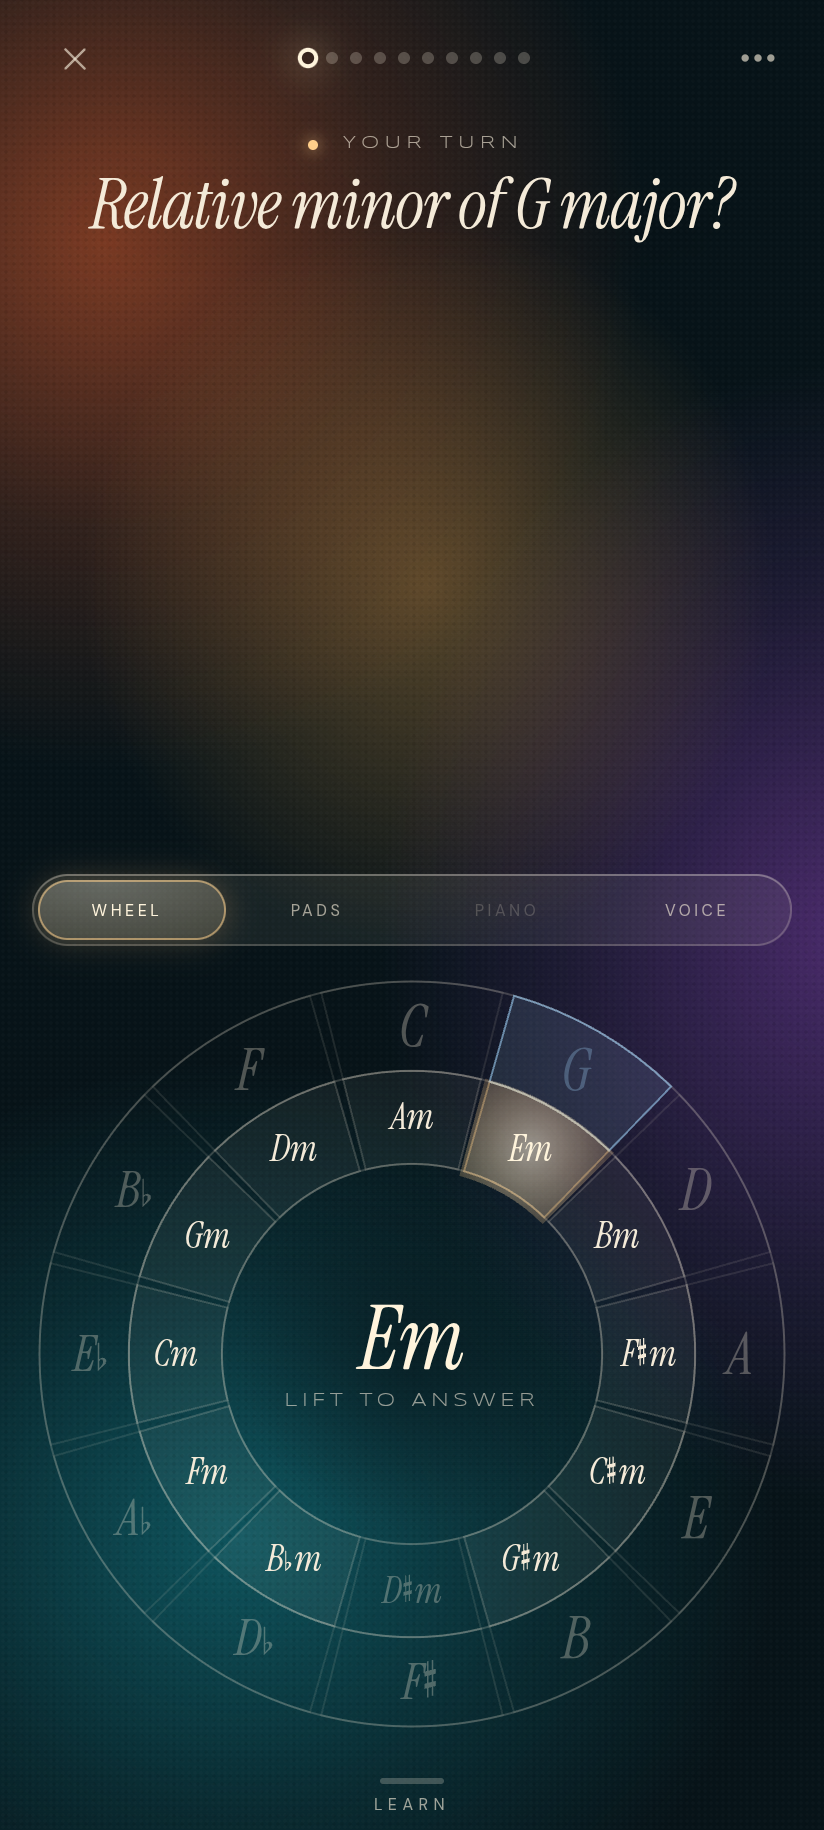 YOUR TURN
Relative minor of G major?
WHEEL PADS PIANO VOICE
C
F G
Am
Dm Em
B♭ D
Gm Bm
Em
E♭ Cm F♯m A
LIFT TO ANSWER
Fm C♯m
A♭ E
B♭m G♯m
D♯m
D♭ B
F♯
LEARN